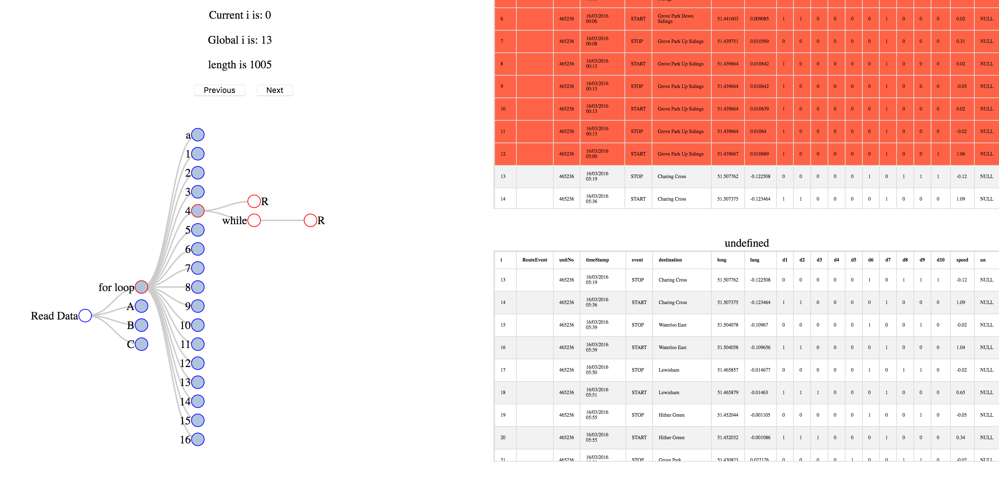 Current i is: 0
Global i is: 13
length is 1005
Previous Next
a
1
2
3
4
R
while
R
5
6
7
for loop
8
A
9
Read Data
B
10
C
11
12
13
14
15
16
6 465236 16/03/2016 00:06 START Grove Park Down Sidings 51.441603 0.009085 1 1 0 0 0 0 1 0 0 0 0.02 NULL
7 465236 16/03/2016 00:08 STOP Grove Park Up Sidings 51.439751 0.010569 0 0 0 0 0 0 1 0 0 0 0.31 NULL
8 465236 16/03/2016 00:13 START Grove Park Up Sidings 51.439664 0.010642 1 0 0 0 0 0 1 0 0 0 0.02 NULL
9 465236 16/03/2016 00:13 STOP Grove Park Up Sidings 51.439664 0.010642 1 0 0 0 0 0 1 0 0 0 -0.05 NULL
10 465236 16/03/2016 00:13 START Grove Park Up Sidings 51.439664 0.010639 1 0 0 0 0 0 1 0 0 0 0.02 NULL
11 465236 16/03/2016 00:13 STOP Grove Park Up Sidings 51.439664 0.01064 1 0 0 0 0 0 1 0 0 0 -0.02 NULL
12 465236 16/03/2016 05:00 START Grove Park Up Sidings 51.439667 0.010689 1 0 0 0 0 0 1 0 0 1 1.06 NULL
13 465236 16/03/2016 05:19 STOP Charing Cross 51.507762 -0.122508 0 0 0 0 0 1 0 1 1 1 -0.12 NULL
14 465236 16/03/2016 05:36 START Charing Cross 51.507375 -0.123464 1 1 0 0 0 0 1 0 0 0 1.09 NULL
undefined
i RouteEvent unitNo timeStamp event destination long lang d1 d2 d3 d4 d5 d6 d7 d8 d9 d10 speed un
13 465236 16/03/2016 05:19 STOP Charing Cross 51.507762 -0.122508 0 0 0 0 0 1 0 1 1 1 -0.12 NULL
14 465236 16/03/2016 05:36 START Charing Cross 51.507375 -0.123464 1 1 0 0 0 0 1 0 0 0 1.09 NULL
15 465236 16/03/2016 05:39 STOP Waterloo East 51.504078 -0.10967 0 0 0 0 0 1 0 0 1 0 -0.02 NULL
16 465236 16/03/2016 05:39 START Waterloo East 51.504058 -0.109656 1 1 0 0 0 0 1 0 0 0 1.04 NULL
17 465236 16/03/2016 05:50 STOP Lewisham 51.465857 -0.014677 0 0 0 0 0 1 0 1 1 0 -0.02 NULL
18 465236 16/03/2016 05:51 START Lewisham 51.465879 -0.01463 1 1 1 0 0 0 1 0 0 0 0.65 NULL
19 465236 16/03/2016 05:55 STOP Hither Green 51.452044 -0.001105 0 0 0 0 0 1 0 0 1 0 -0.05 NULL
20 465236 16/03/2016 05:55 START Hither Green 51.452032 -0.001086 1 1 1 0 0 0 1 0 0 0 0.34 NULL
21 465236 16/03/2016 STOP Grove Park 51.430823 0.022176 0 0 0 0 1 0 0 1 1 0 -0.02 NULL